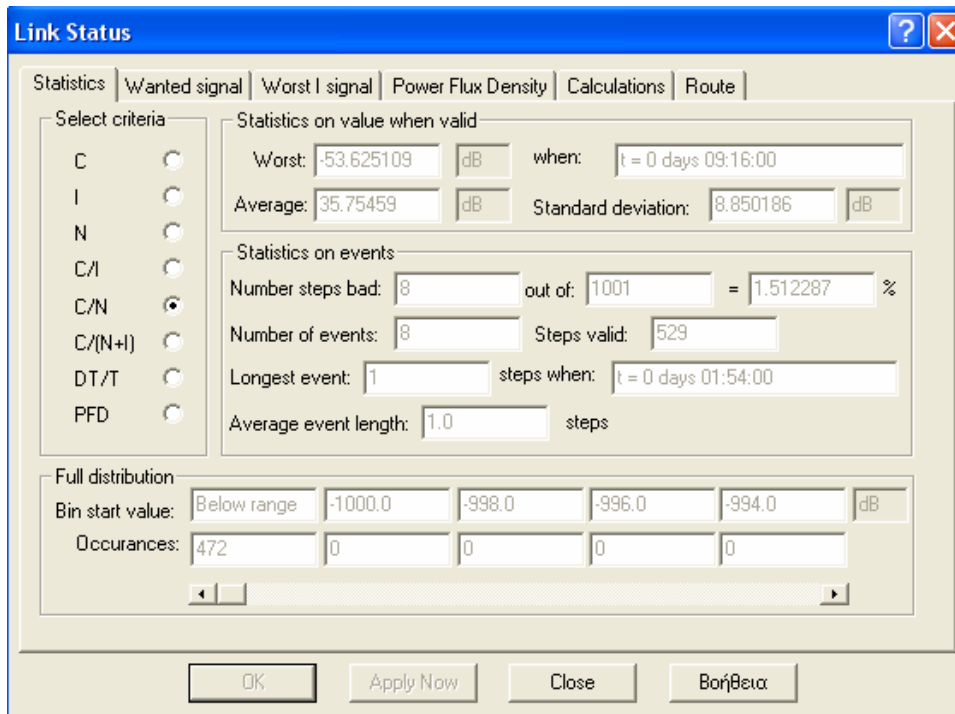 Link Status
Statistics Wanted signal Worst I signal Power Flux Density Calculations Route
Select criteria
C
I
N
C/I
C/N
C/(N+I)
DT/T
PFD
Statistics on value when valid
Worst: -53.625109 dB when: t = 0 days 09:16:00
Average: 35.75459 dB Standard deviation: 8.850186 dB
Statistics on events
Number steps bad: 8 out of: 1001 = 1.512287 %
Number of events: 8 Steps valid: 529
Longest event: 1 steps when: t = 0 days 01:54:00
Average event length: 1.0 steps
Full distribution
Bin start value: Below range -1000.0 -998.0 -996.0 -994.0 dB
Occurances: 472 0 0 0 0
OK Apply Now Close Βοήθεια